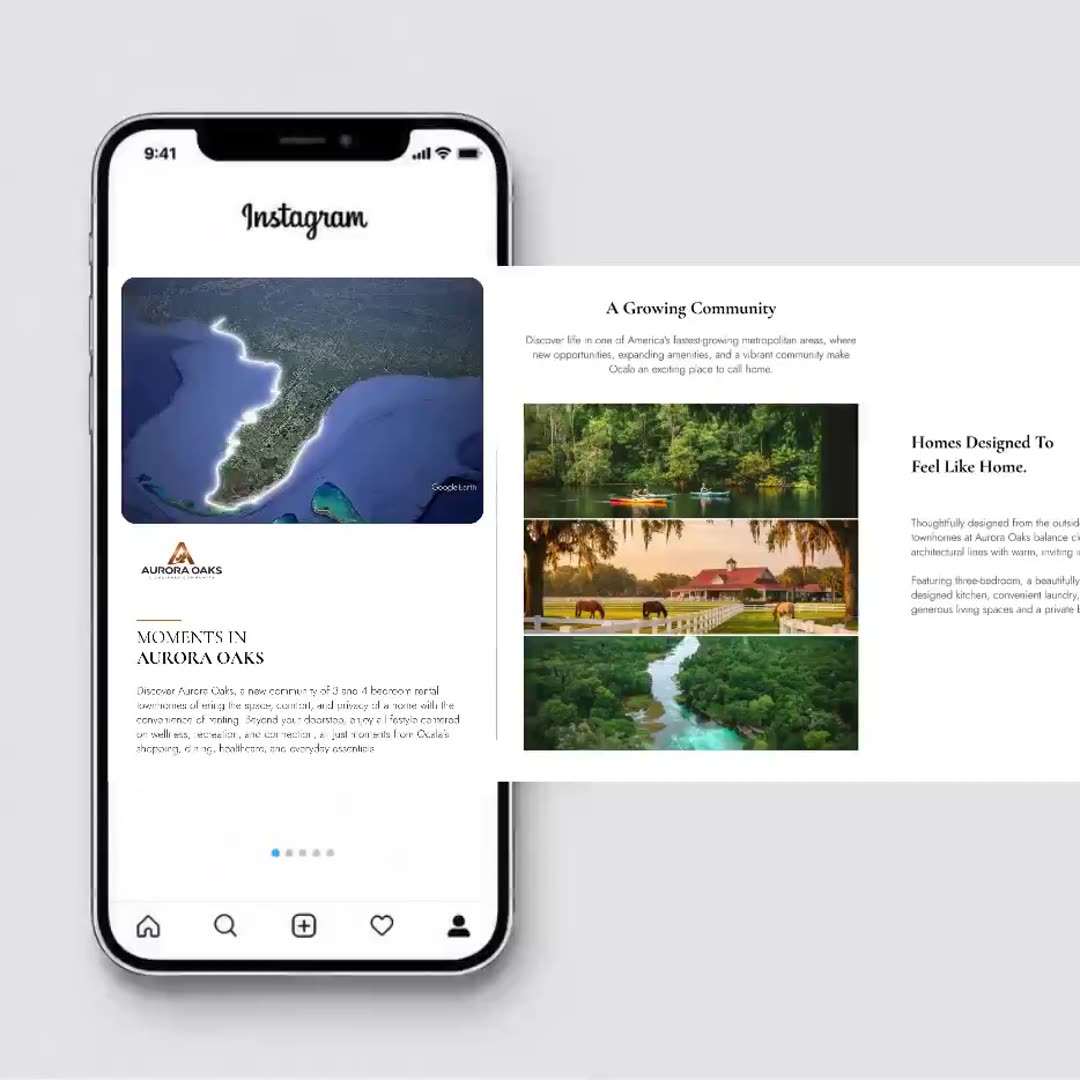 9:41
Instagram
Google Earth
AURORA OAKS
MOMENTS IN
AURORA OAKS
Discover Aurora Oaks, a new community of 3 and 4 bedroom rental
townhomes offering the space, comfort, and privacy of a home with the
convenience of renting. Beyond your doorstep, enjoy a lifestyle centered
on wellness, recreation, and connection, all just moments from Ocala's
shopping, dining, healthcare, and everyday essentials.
A Growing Community
Discover life in one of America's fastest-growing metropolitan areas, where
new opportunities, expanding amenities, and a vibrant community make
Ocala an exciting place to call home.
Homes Designed To
Feel Like Home.
Thoughtfully designed from the outsid
townhomes at Aurora Oaks balance cl
architectural lines with warm, inviting i
Featuring three-bedroom, a beautifully
designed kitchen, convenient laundry,
generous living spaces and a private b